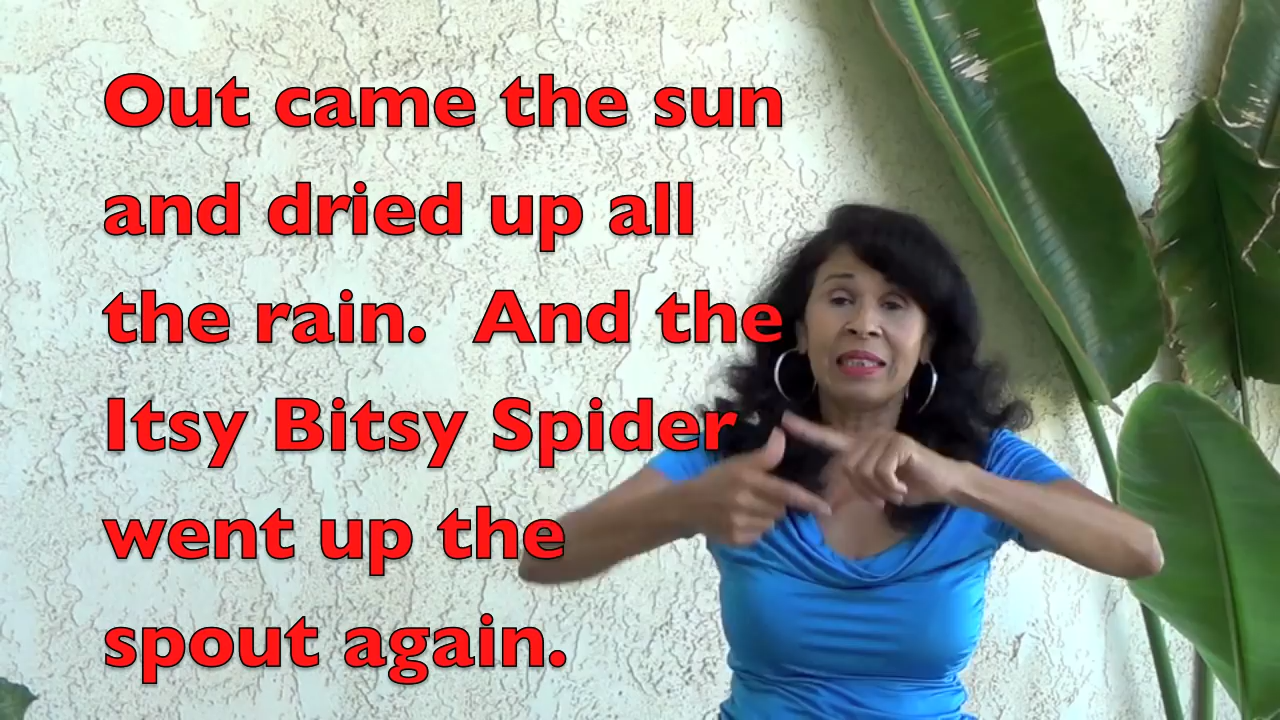 Out came the sun
and dried up all
the rain.  And the
Itsy Bitsy Spider
went up the
spout again.